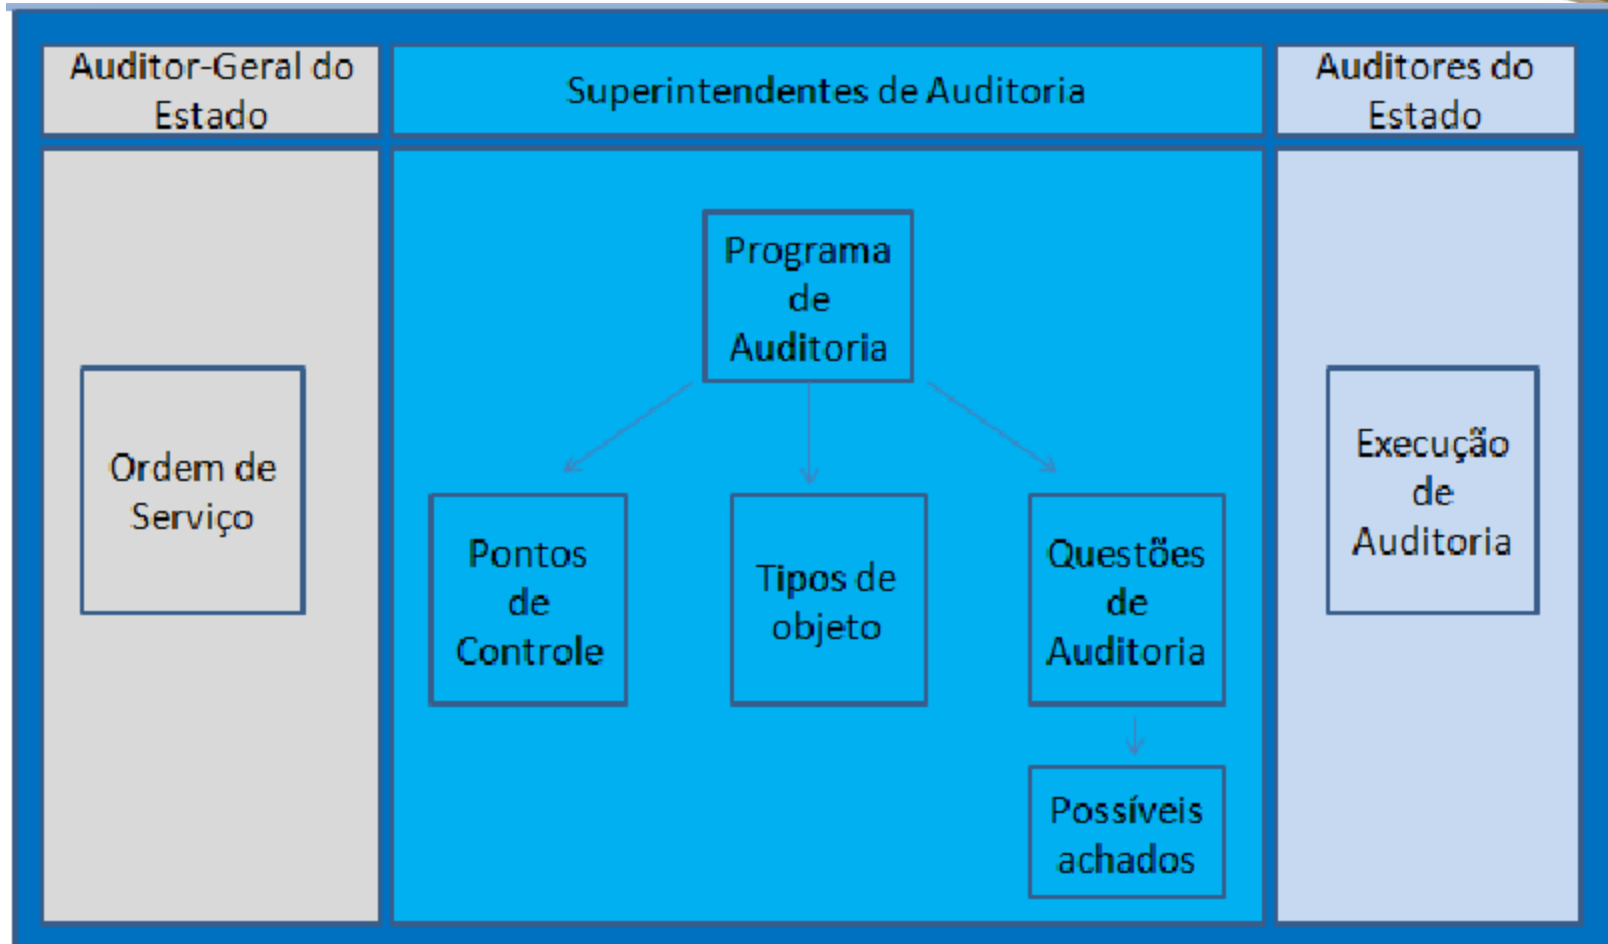 Auditor-Geral do
Estado
Superintendentes de Auditoria
Auditores do
Estado
Ordem de
Serviço
Programa
de
Auditoria
Pontos
de
Controle
Tipos de
objeto
Questões
de
Auditoria
Possíveis
achados
Execução
de
Auditoria